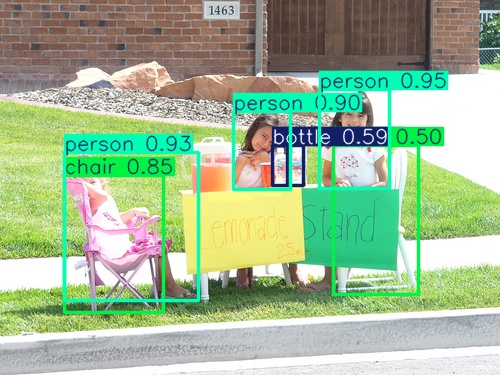 1463
person 0.95
person 0.90
bottle 0.59
0.50
person 0.93
chair 0.85
Lemonade
25¢
Stand